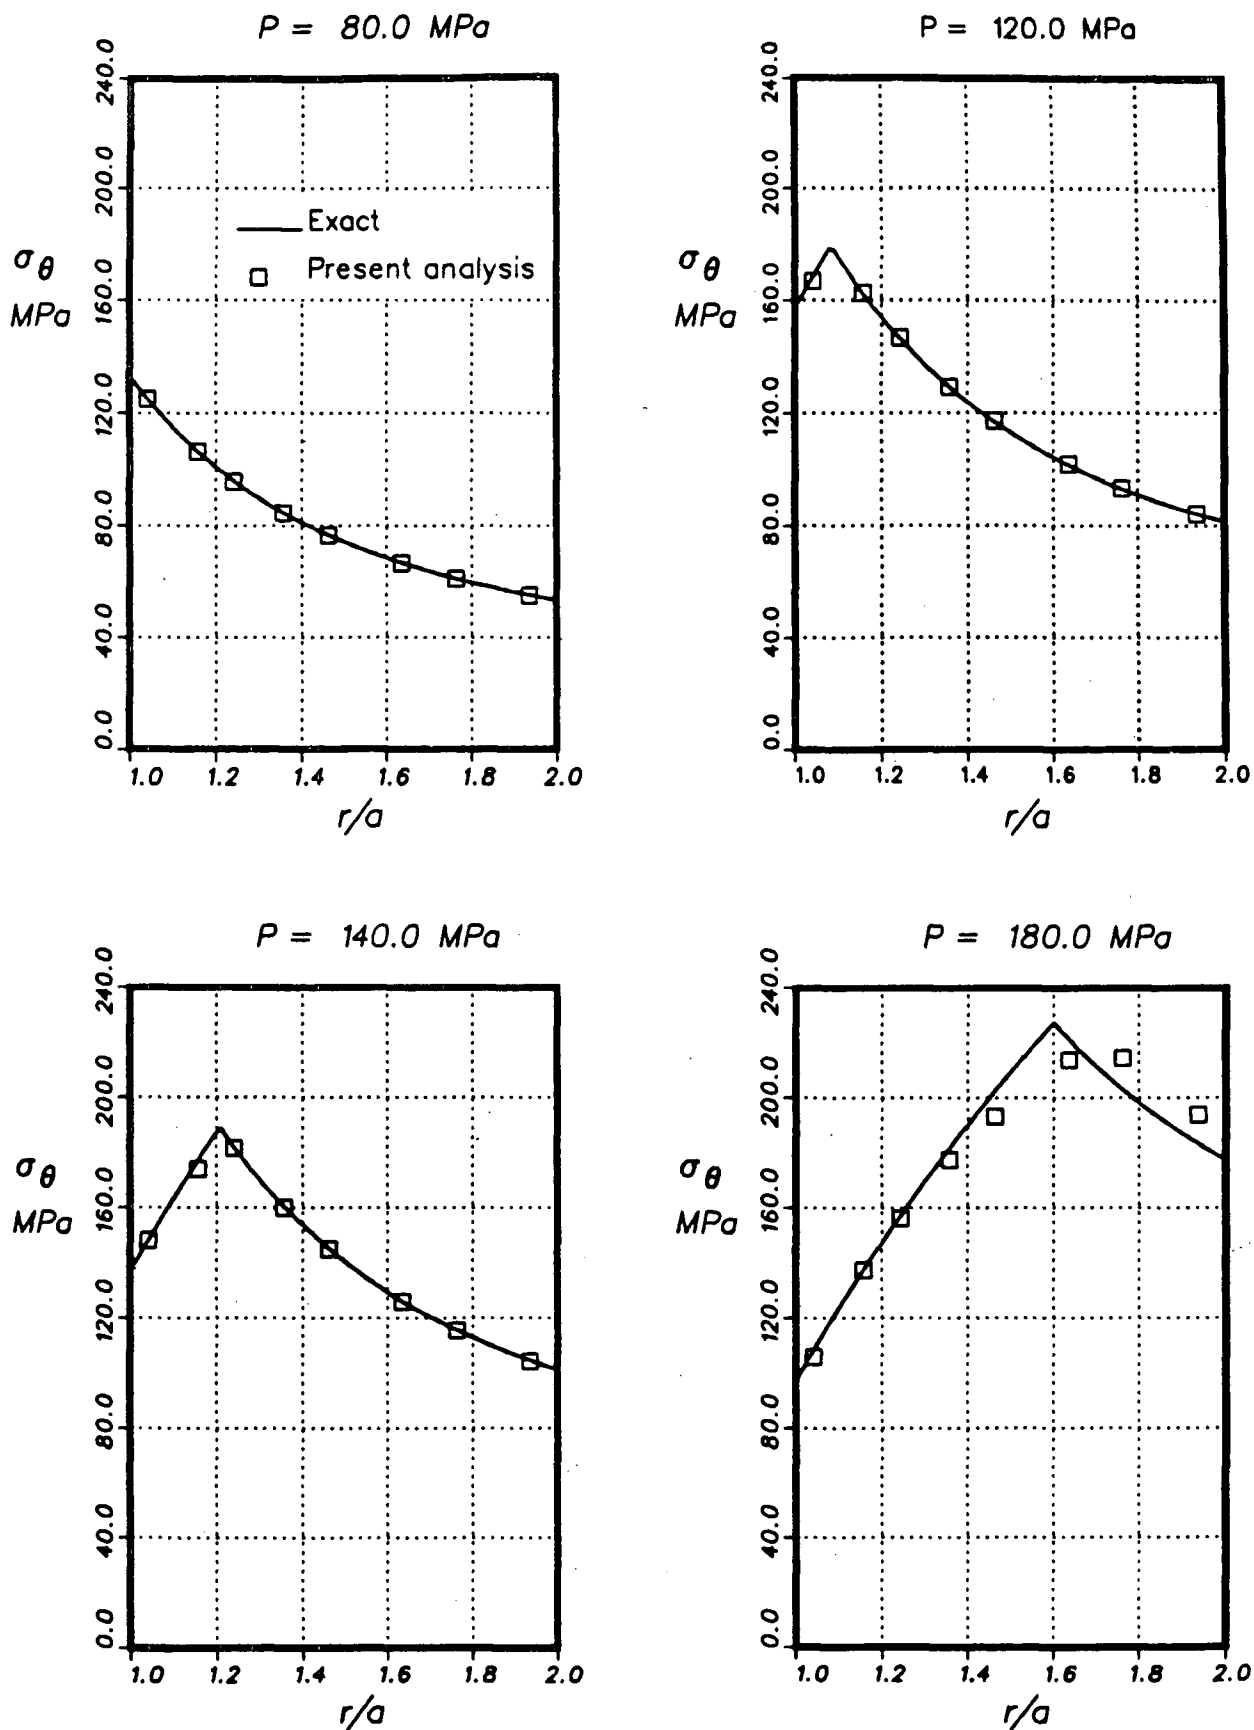 P = 80.0 MPa
240.0
200.0
160.0
120.0
80.0
40.0
0.0
σθ
MPa
Exact
Present analysis
1.0 1.2 1.4 1.6 1.8 2.0
r/a
P = 120.0 MPa
240.0
200.0
160.0
120.0
80.0
40.0
0.0
σθ
MPa
1.0 1.2 1.4 1.6 1.8 2.0
r/a
P = 140.0 MPa
240.0
200.0
160.0
120.0
80.0
40.0
0.0
σθ
MPa
1.0 1.2 1.4 1.6 1.8 2.0
r/a
P = 180.0 MPa
240.0
200.0
160.0
120.0
80.0
40.0
0.0
σθ
MPa
1.0 1.2 1.4 1.6 1.8 2.0
r/a